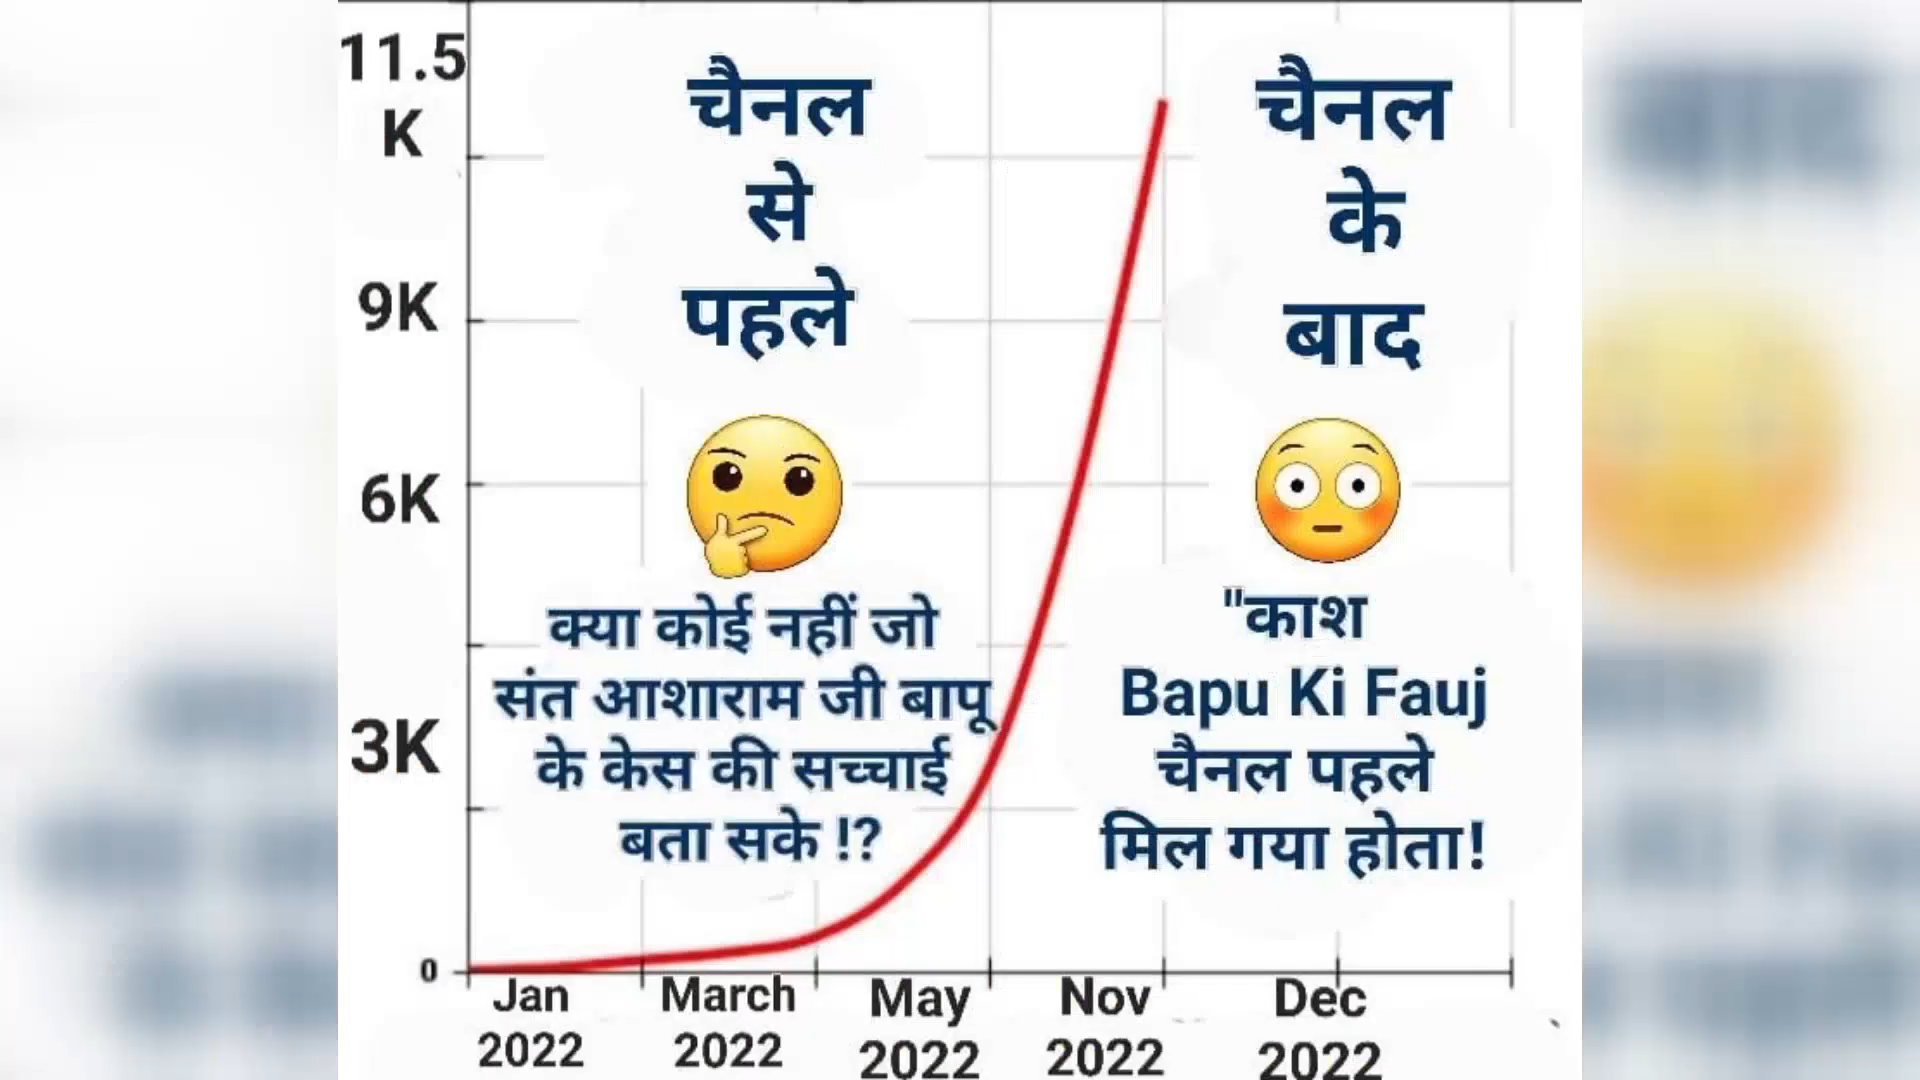 11.5
K
9K
6K
3K
0
चैनल
से
पहले
क्या कोई नहीं जो
संत आशाराम जी बापू
के केस की सच्चाई
बता सके !?
चैनल
के
बाद
"काश
Bapu Ki Fauj
चैनल पहले
मिल गया होता!
Jan
2022
March
2022
May
2022
Nov
2022
Dec
2022